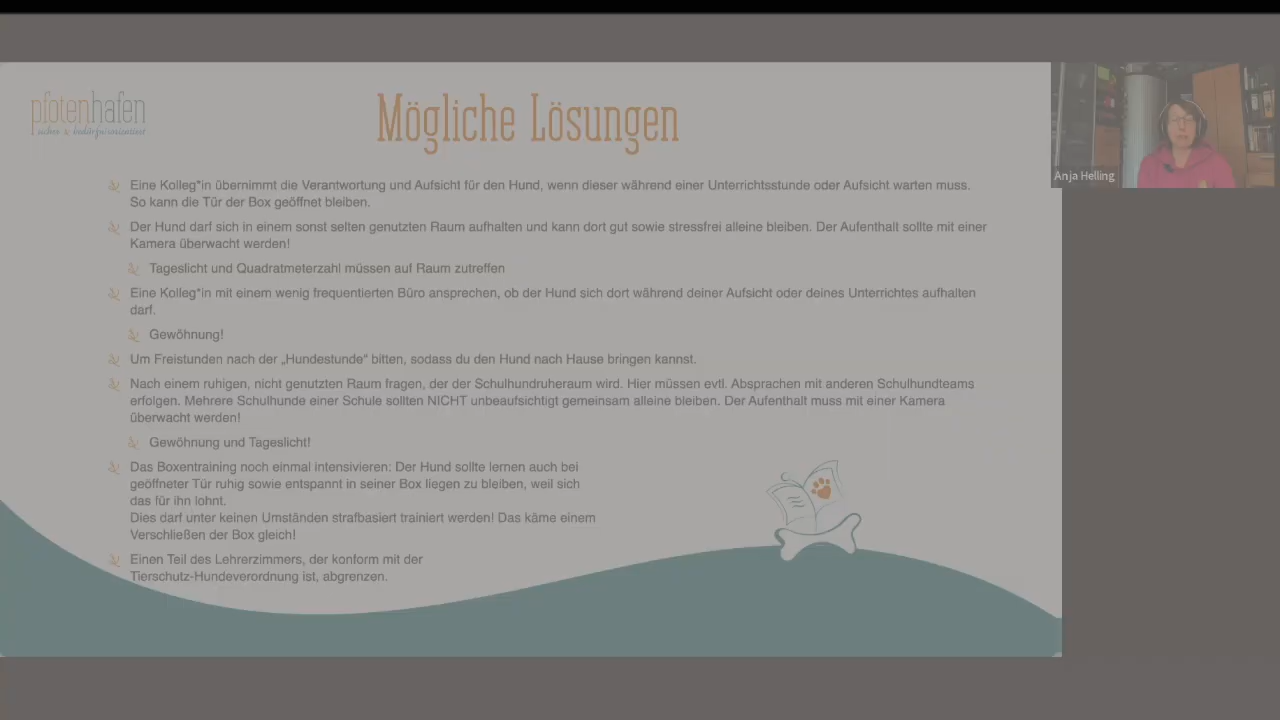 pfotenhafen
sicher & bedürfnisorientiert
Mögliche Lösungen
Anja Helling
Eine Kolleg*in übernimmt die Verantwortung und Aufsicht für den Hund, wenn dieser während einer Unterrichtsstunde oder Aufsicht warten muss.
So kann die Tür der Box geöffnet bleiben.
Der Hund darf sich in einem sonst selten genutzten Raum aufhalten und kann dort gut sowie stressfrei alleine bleiben. Der Aufenthalt sollte mit einer
Kamera überwacht werden!
Tageslicht und Quadratmeterzahl müssen auf Raum zutreffen
Eine Kolleg*in mit einem wenig frequentierten Büro ansprechen, ob der Hund sich dort während deiner Aufsicht oder deines Unterrichtes aufhalten
darf.
Gewöhnung!
Um Freistunden nach der „Hundestunde“ bitten, sodass du den Hund nach Hause bringen kannst.
Nach einem ruhigen, nicht genutzten Raum fragen, der der Schulhundruheraum wird. Hier müssen evtl. Absprachen mit anderen Schulhundteams
erfolgen. Mehrere Schulhunde einer Schule sollten NICHT unbeaufsichtigt gemeinsam alleine bleiben. Der Aufenthalt muss mit einer Kamera
überwacht werden!
Gewöhnung und Tageslicht!
Das Boxentraining noch einmal intensivieren: Der Hund sollte lernen auch bei
geöffneter Tür ruhig sowie entspannt in seiner Box liegen zu bleiben, weil sich
das für ihn lohnt.
Dies darf unter keinen Umständen strafbasiert trainiert werden! Das käme einem
Verschließen der Box gleich!
Einen Teil des Lehrerzimmers, der konform mit der
Tierschutz-Hundeverordnung ist, abgrenzen.